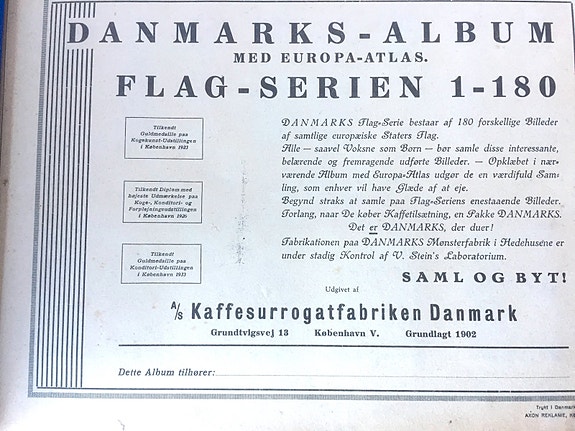 DANMARKS-ALBUM
MED EUROPA-ATLAS.
FLAG-SERIEN 1-180
Tilkendt
Guldmedaille paa
Kogekunst-Udstillingen
i København 1933
Tilkendt Diplom med
højeste Udmærkelse paa
Koge-, Konditori- og
Forplejningsudstillingen
i København 1926
Tilkendt
Guldmedaille paa
Konditori-Udstillingen
i København 1933
DANMARKS Flag-Serie bestaar af 180 forskellige Billeder
af samtlige europæiske Staters Flag.
Alle — saavel Voksne som Børn — bør samle disse interessante,
belærende og fremragende udførte Billeder. — Opklæbet i nær-
værende Album med Europa-Atlas udgør de en værdifuld Sam-
ling, som enhver vil have Glæde af at eje.
Begynd straks at samle paa Flag-Seriens enestaaende Billeder.
Forlang, naar De køber Kaffetilsætning, en Pakke DANMARKS.
Det er DANMARKS, der duer!
Fabrikationen paa DANMARKS Mønsterfabrik i Hedehusene er
under stadig Kontrol af V. Stein's Laboratorium.
SAML OG BYT!
Udgivet af
A/S Kaffesurrogatfabriken Danmark
Grundtvigsvej 13 København V. Grundlagt 1902
Dette Album tilhører:
Trykt i Danmark
AXON REKLAME, KØ